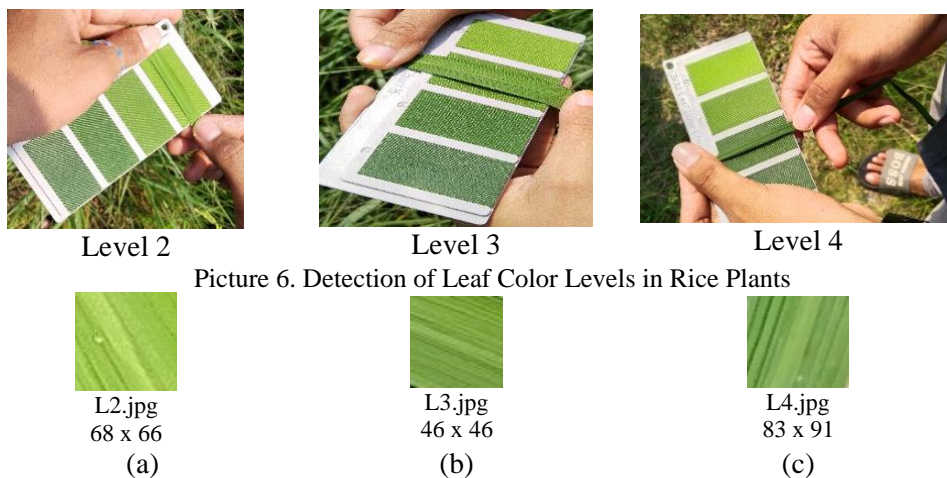 BOSS
Level 2
Level 3
Level 4
Picture 6. Detection of Leaf Color Levels in Rice Plants
L2.jpg
L3.jpg
L4.jpg
68 x 66
46 x 46
83 x 91
(a)
(b)
(c)